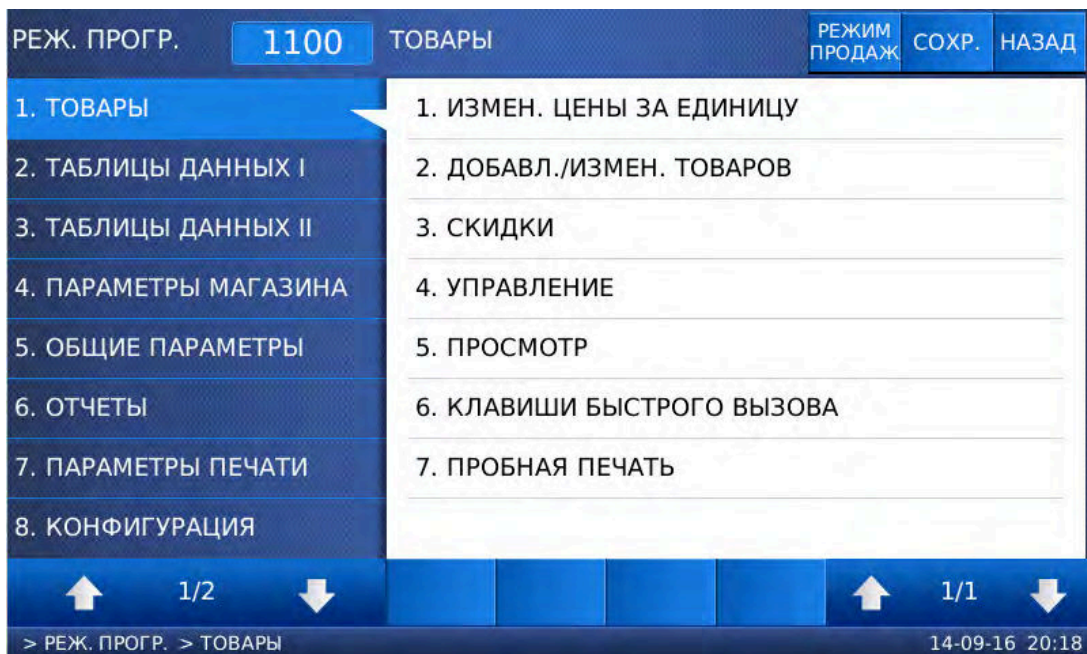 РЕЖ. ПРОГР.
1100
ТОВАРЫ
РЕЖИМ
ПРОДАЖ
СОХР.
НАЗАД
1. ТОВАРЫ
2. ТАБЛИЦЫ ДАННЫХ I
3. ТАБЛИЦЫ ДАННЫХ II
4. ПАРАМЕТРЫ МАГАЗИНА
5. ОБЩИЕ ПАРАМЕТРЫ
6. ОТЧЕТЫ
7. ПАРАМЕТРЫ ПЕЧАТИ
8. КОНФИГУРАЦИЯ
1/2
1. ИЗМЕН. ЦЕНЫ ЗА ЕДИНИЦУ
2. ДОБАВЛ./ИЗМЕН. ТОВАРОВ
3. СКИДКИ
4. УПРАВЛЕНИЕ
5. ПРОСМОТР
6. КЛАВИШИ БЫСТРОГО ВЫЗОВА
7. ПРОБНАЯ ПЕЧАТЬ
1/1
> РЕЖ. ПРОГР. > ТОВАРЫ
14-09-16 20:18